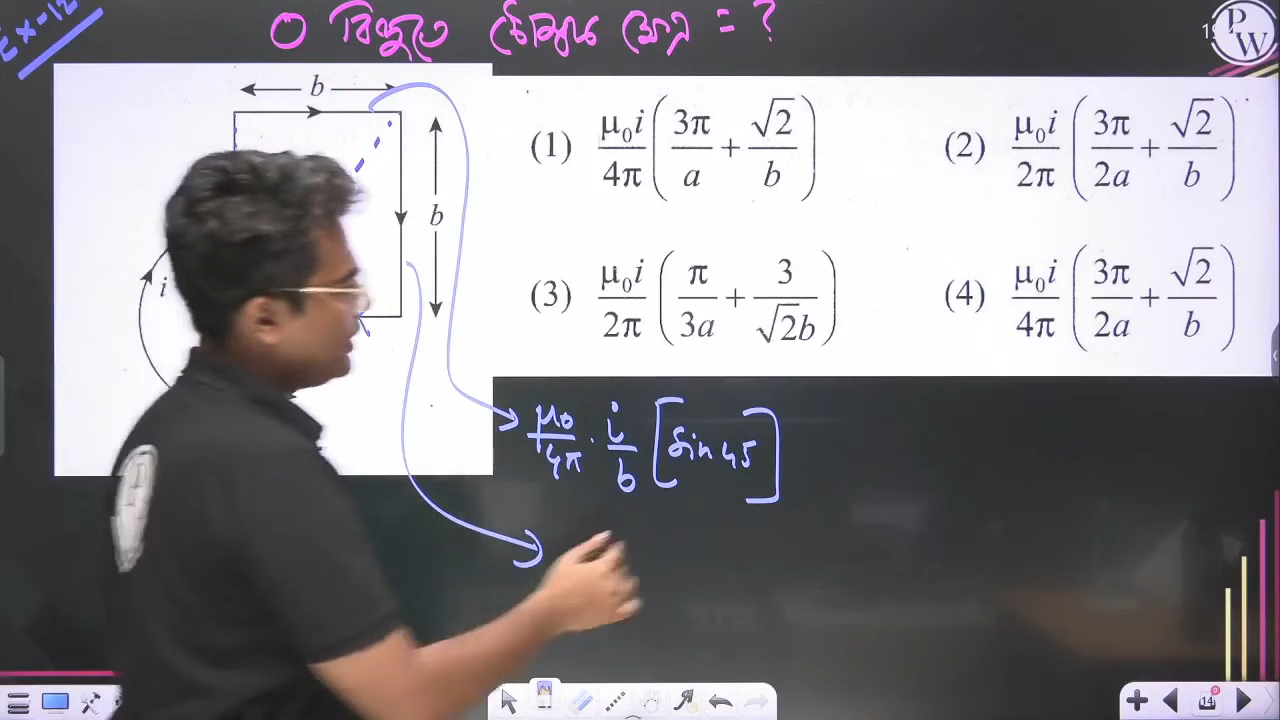 Ex-12
O বিন্দুতে চৌম্বক ক্ষেত্র = ?
PW
b
b
i
(1) μ₀i/4π (3π/a + √2/b)
(2) μ₀i/2π (3π/2a + √2/b)
(3) μ₀i/2π (π/3a + 3/√2b)
(4) μ₀i/4π (3π/2a + √2/b)
μ₀/4π · i/b [sin 45]
14